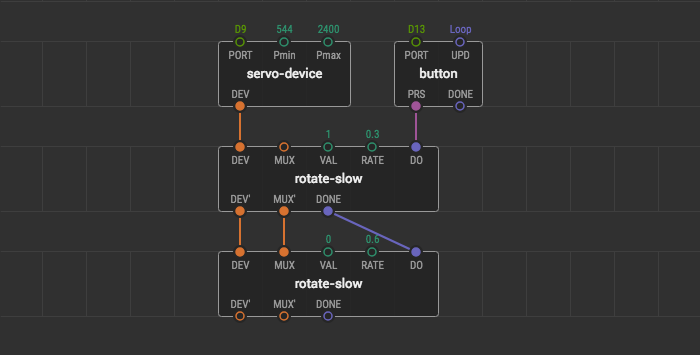 D9 544 2400 D13 Loop
PORT Pmin Pmax PORT UPD
servo-device button
DEV PRS DONE
1 0.3
DEV MUX VAL RATE DO
rotate-slow
DEV' MUX' DONE
0 0.6
DEV MUX VAL RATE DO
rotate-slow
DEV' MUX' DONE